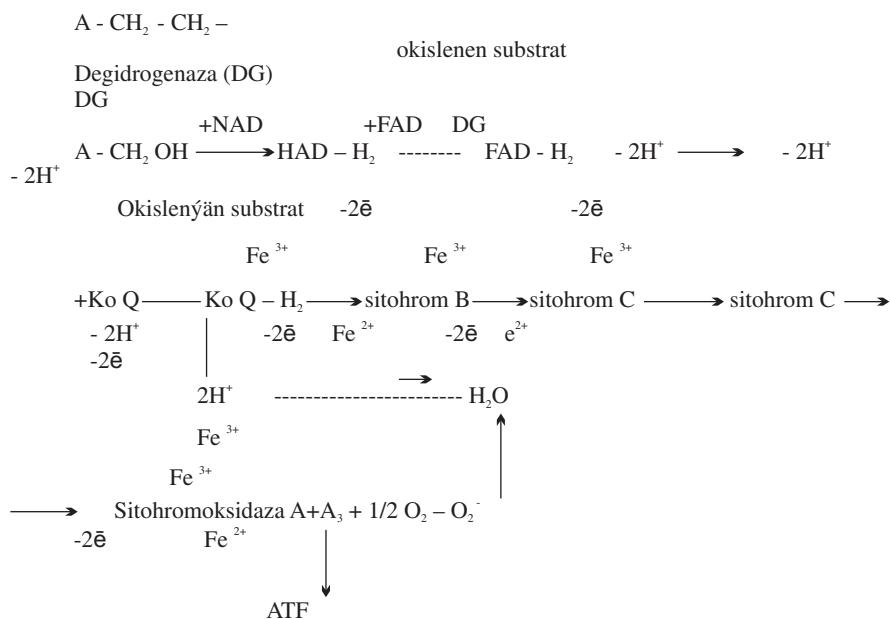 A - CH₂ - CH₂ –
okislenen substrat
Degidrogenaza (DG)
DG
+NAD +FAD DG
A - CH₂ OH HAD – H₂ -------- FAD - H₂ - 2H⁺ - 2H⁺
- 2H⁺
Okislenýän substrat -2ē -2ē
Fe ³⁺ Fe ³⁺ Fe ³⁺
+Ko Q Ko Q – H₂ sitohrom B sitohrom C sitohrom C
- 2H⁺ -2ē Fe ²⁺ -2ē e²⁺
-2ē
2H⁺ ---------------------- H₂O
Fe ³⁺
Fe ³⁺
Sitohromoksidaza A+A₃ + 1/2 O₂ – O₂⁻
-2ē Fe ²⁺
ATF